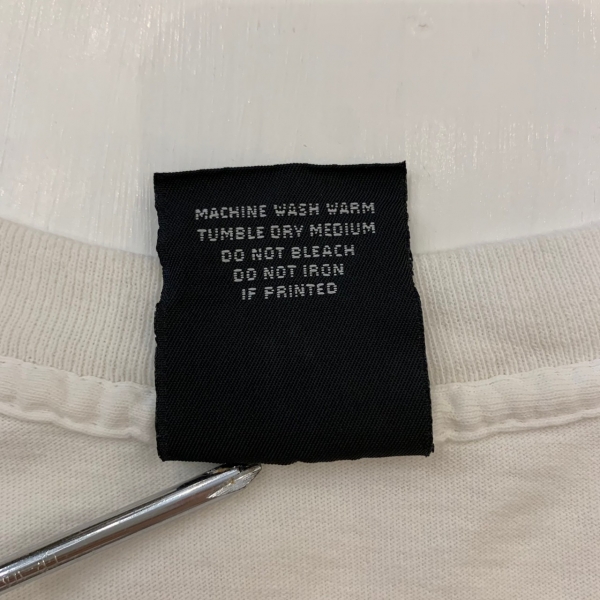 MACHINE WASH WARM
TUMBLE DRY MEDIUM
DO NOT BLEACH
DO NOT IRON
IF PRINTED